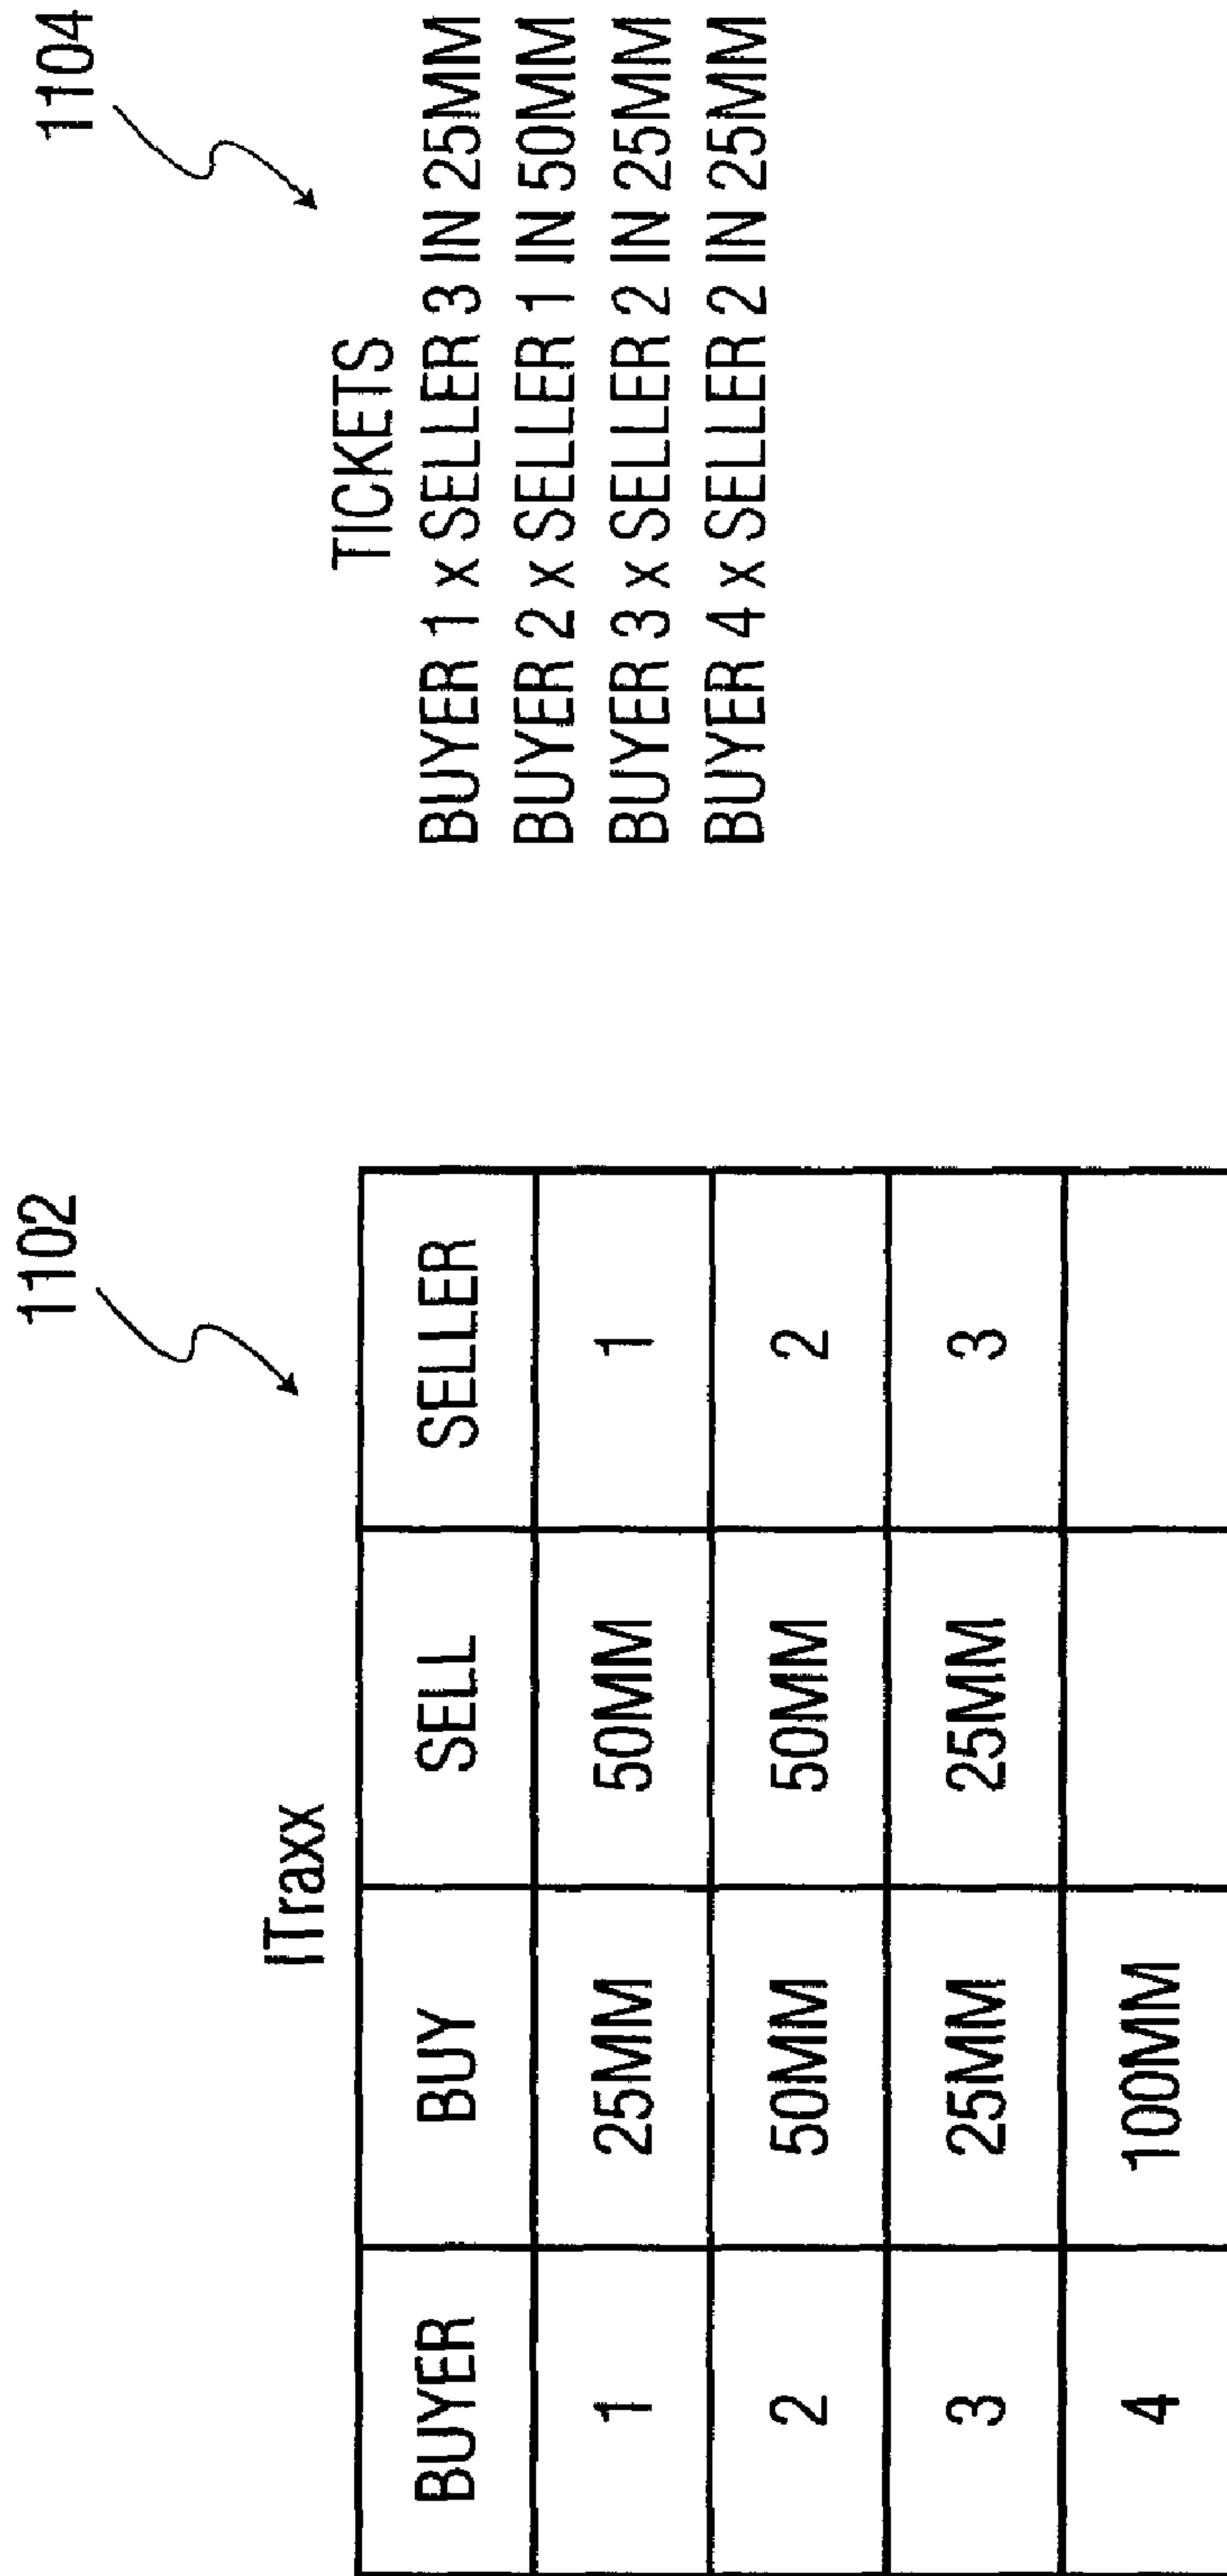 1102
ITraxx
BUYER BUY SELL SELLER
1 25MM 50MM 1
2 50MM 50MM 2
3 25MM 25MM 3
4 100MM
1104
TICKETS
BUYER 1 x SELLER 3 IN 25MM
BUYER 2 x SELLER 1 IN 50MM
BUYER 3 x SELLER 2 IN 25MM
BUYER 4 x SELLER 2 IN 25MM